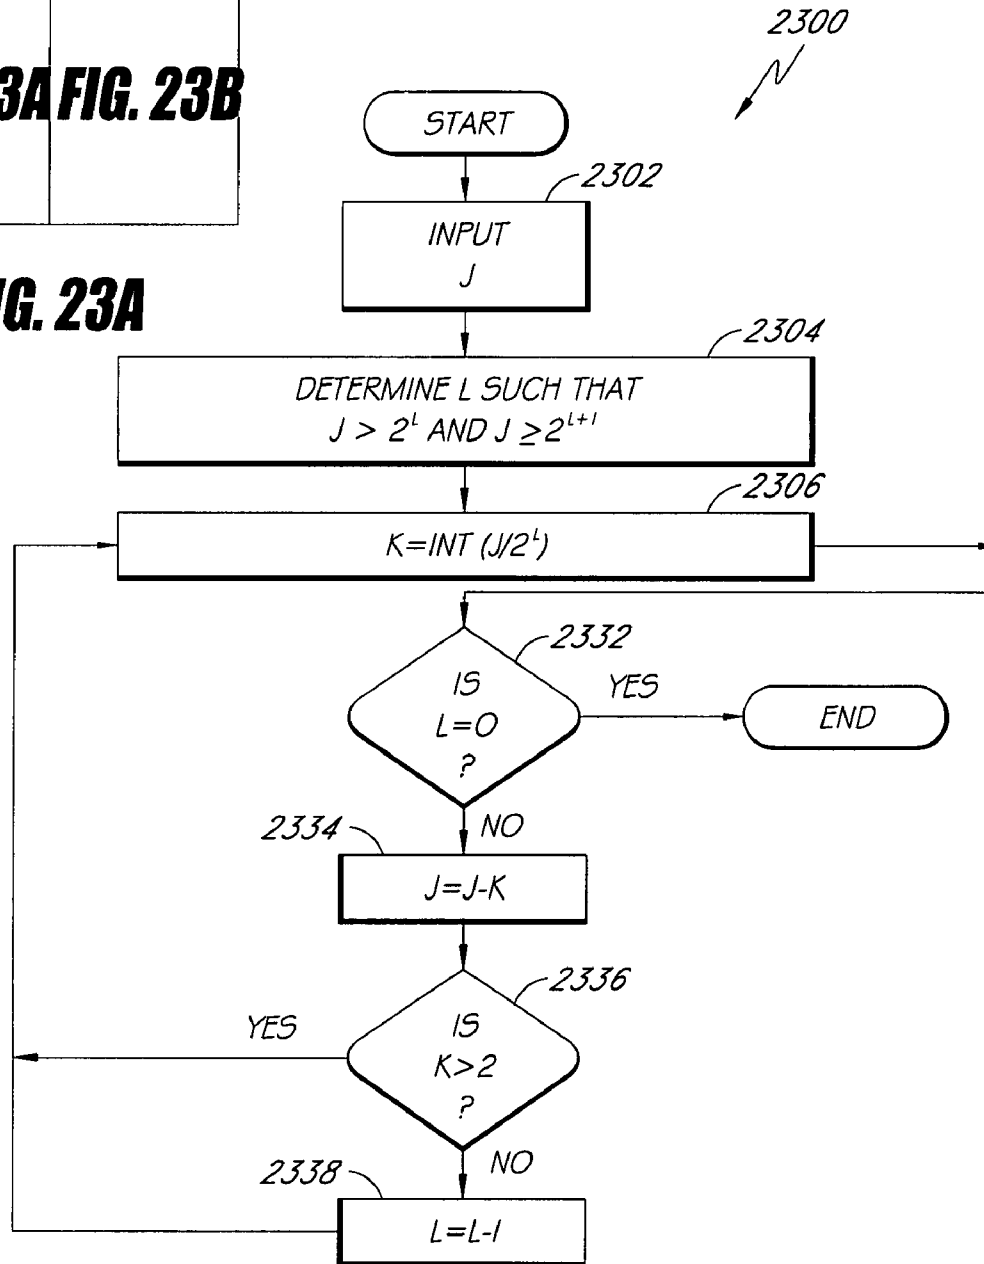 2300
3A FIG. 23B
START
2302
INPUT
J
G. 23A
2304
DETERMINE L SUCH THAT
J > 2^L AND J ≥ 2^L+1
2306
K=INT (J/2^L)
2332
IS
L=0
?
YES
END
NO
2334
J=J-K
2336
IS
K>2
?
YES
NO
2338
L=L-1